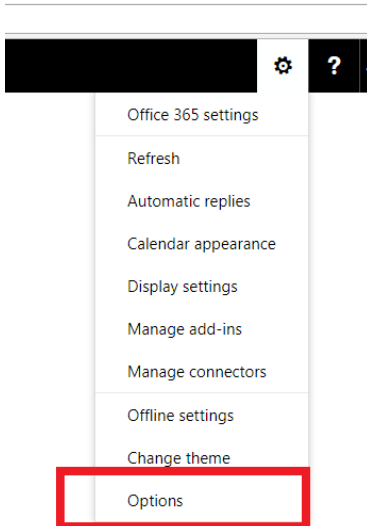 ?
Office 365 settings
Refresh
Automatic replies
Calendar appearance
Display settings
Manage add-ins
Manage connectors
Offline settings
Change theme
Options